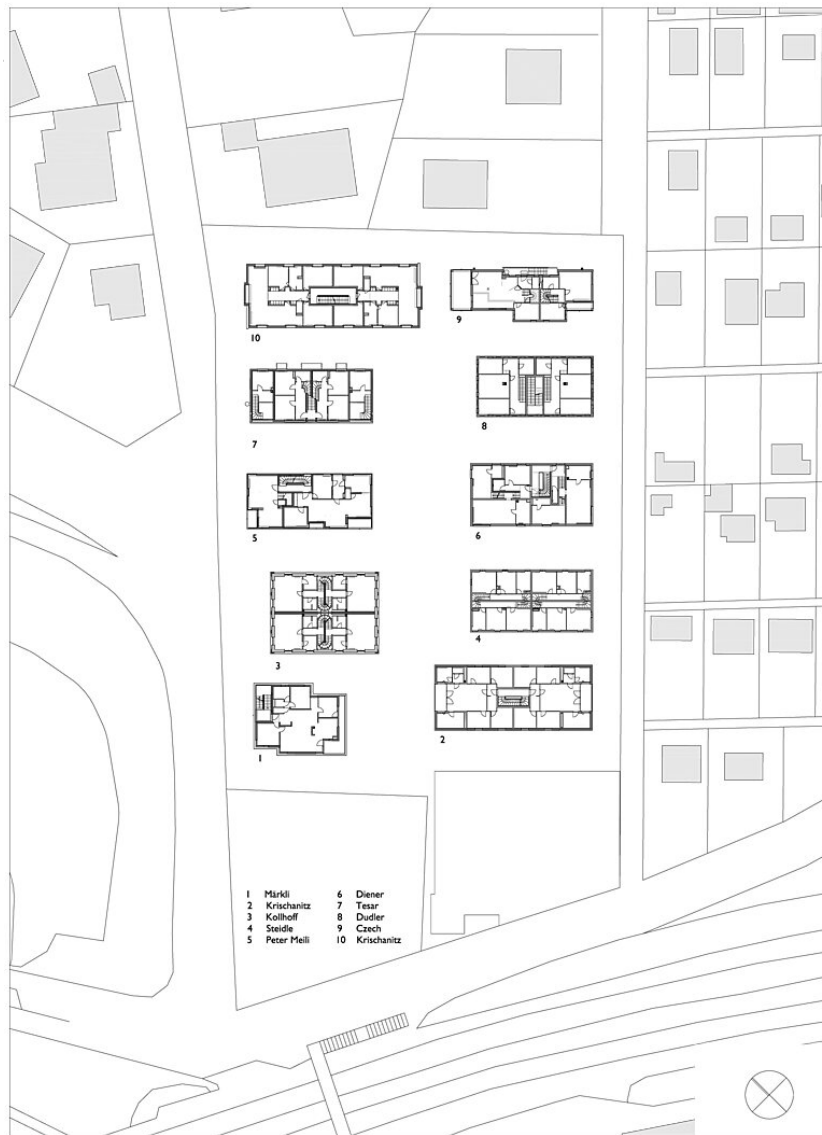 10
9
7
8
5
6
3
4
1
2
1 Märkli
2 Krischanitz
3 Kollhoff
4 Steidle
5 Peter Meili
6 Diener
7 Tesar
8 Dudler
9 Czech
10 Krischanitz